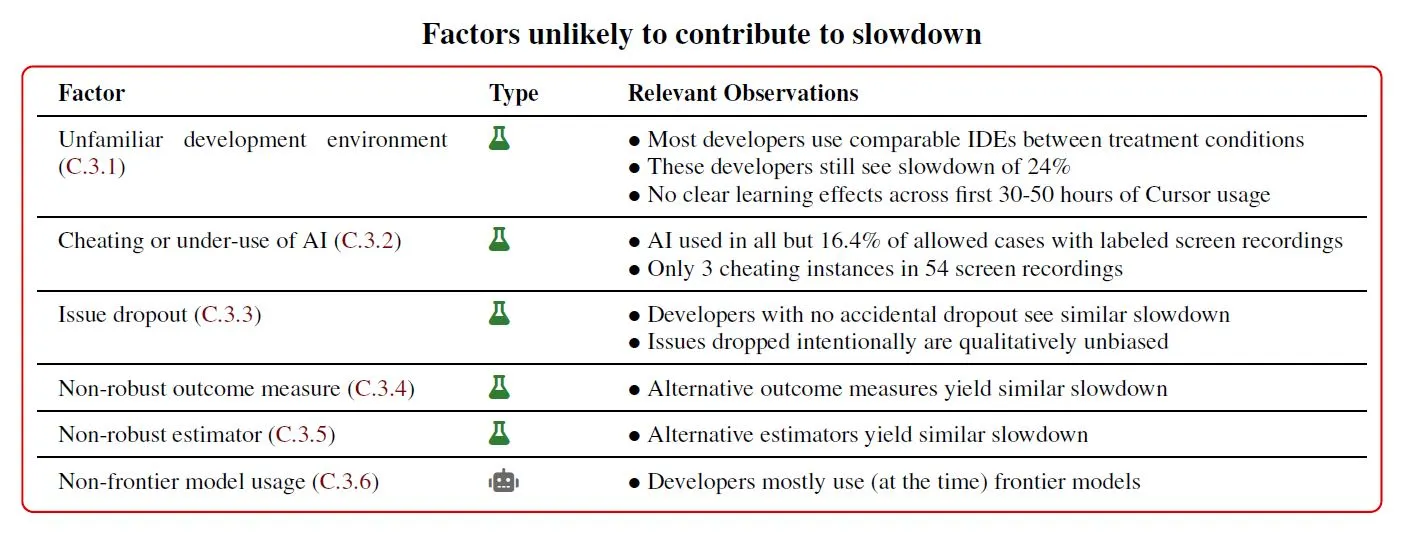 Factors unlikely to contribute to slowdown
Factor Type Relevant Observations
Unfamiliar development environment
(C.3.1)
● Most developers use comparable IDEs between treatment conditions
● These developers still see slowdown of 24%
● No clear learning effects across first 30-50 hours of Cursor usage
Cheating or under-use of AI (C.3.2)
● AI used in all but 16.4% of allowed cases with labeled screen recordings
● Only 3 cheating instances in 54 screen recordings
Issue dropout (C.3.3)
● Developers with no accidental dropout see similar slowdown
● Issues dropped intentionally are qualitatively unbiased
Non-robust outcome measure (C.3.4)
● Alternative outcome measures yield similar slowdown
Non-robust estimator (C.3.5)
● Alternative estimators yield similar slowdown
Non-frontier model usage (C.3.6)
● Developers mostly use (at the time) frontier models